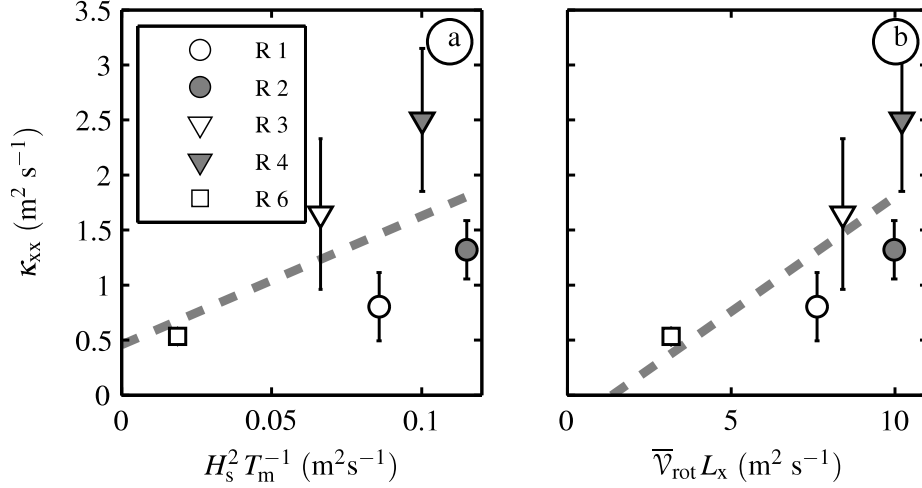 3.5
3
2.5
2
1.5
1
0.5
0
κxx (m² s⁻¹)
R 1
R 2
R 3
R 4
R 6
a
0
0.05
0.1
Hs² Tm⁻¹ (m²s⁻¹)
b
0
5
10
V̅rot Lx (m² s⁻¹)